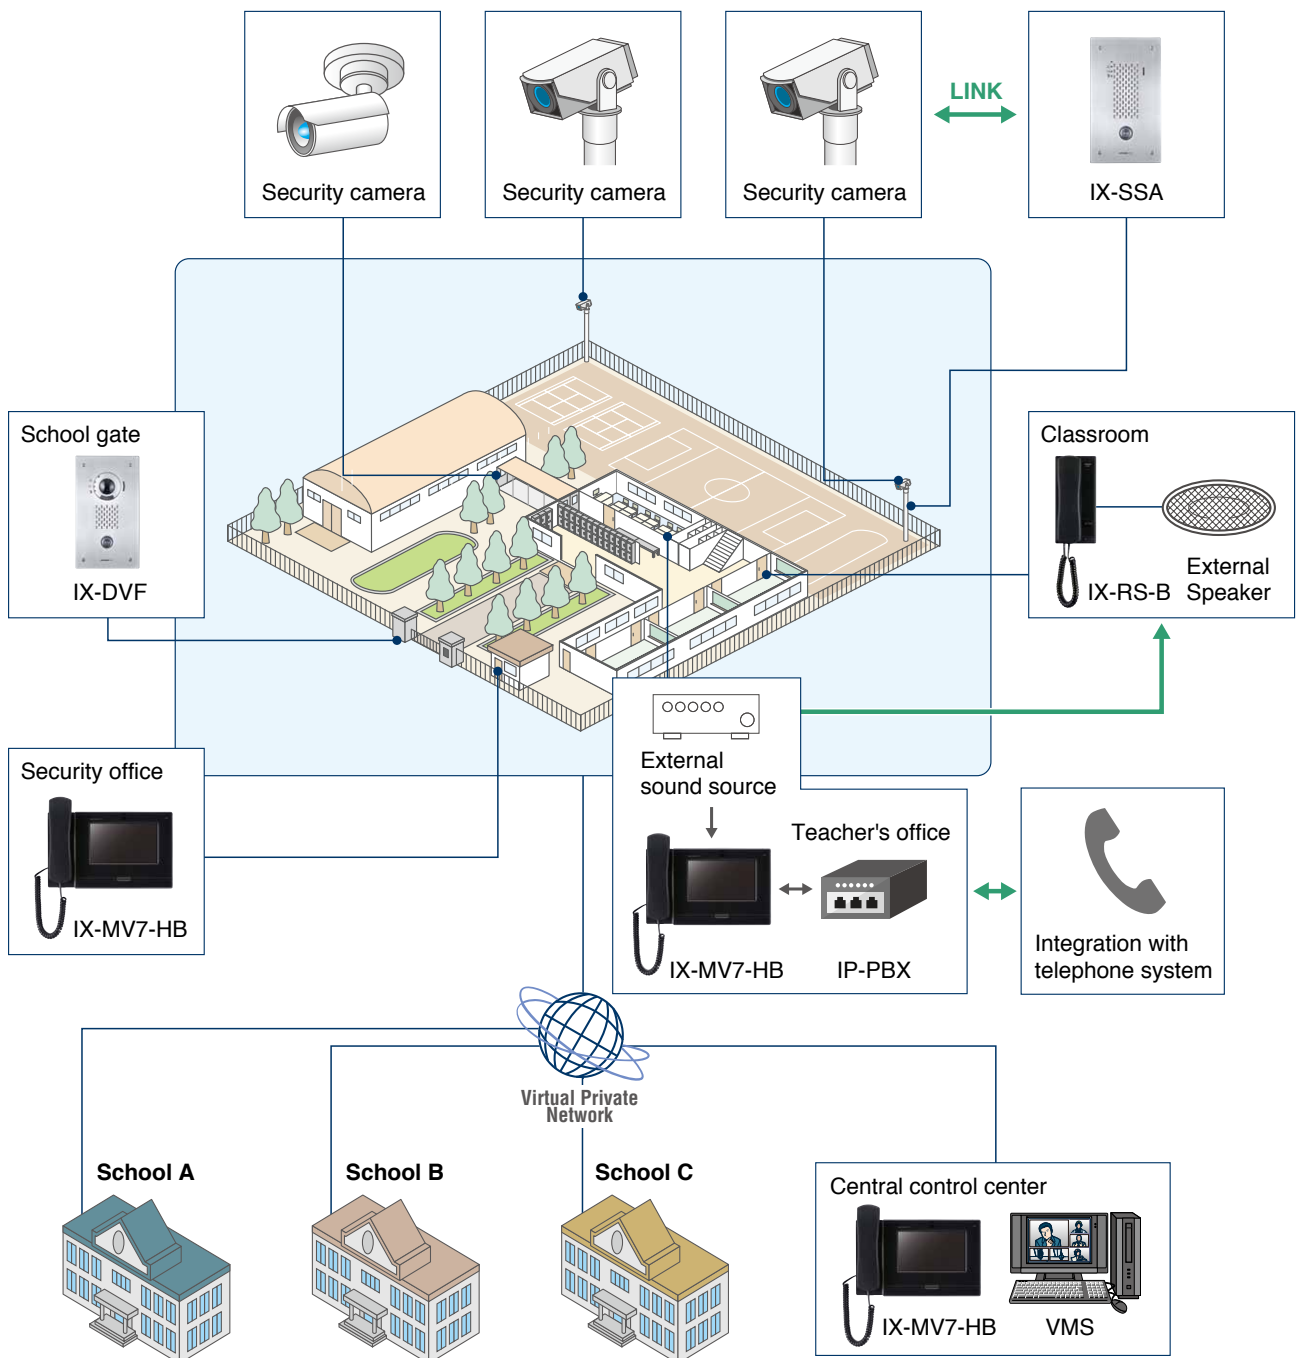 LINK
Security camera
Security camera
Security camera
IX-SSA
School gate
IX-DVF
Classroom
IX-RS-B
External
Speaker
External
sound source
Security office
IX-MV7-HB
Teacher's office
IX-MV7-HB
IP-PBX
Integration with
telephone system
Virtual Private
Network
School A
School B
School C
Central control center
IX-MV7-HB
VMS